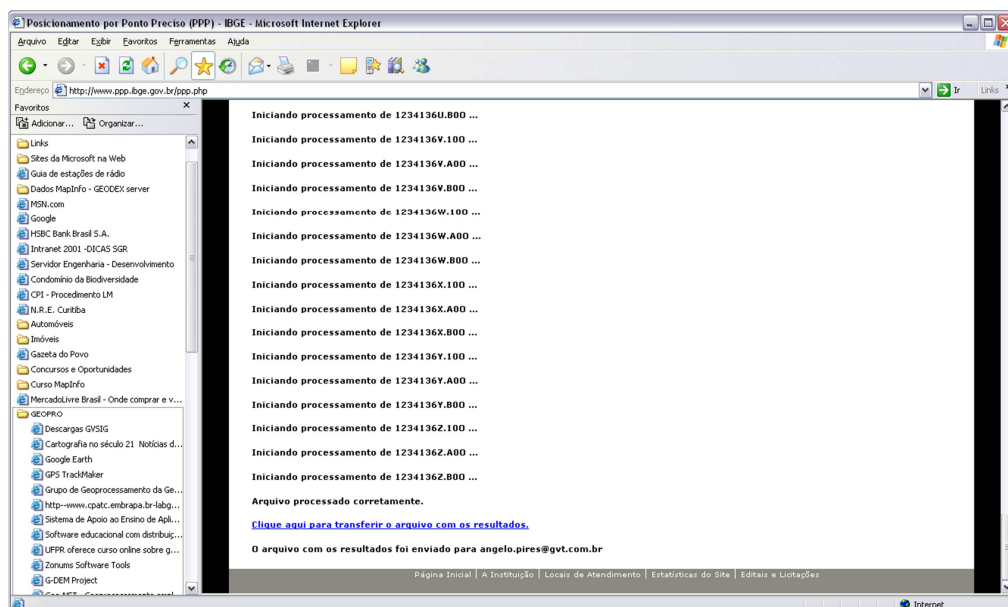 Posicionamento por Ponto Preciso (PPP) - IBGE - Microsoft Internet Explorer
Arquivo Editar Exibir Favoritos Ferramentas Ajuda
Endereço http://www.ppp.ibge.gov.br/ppp.php Ir Links
Favoritos
Adicionar... Organizar...
Links
Sites da Microsoft na Web
Guia de estações de rádio
Dados MapInfo - GEODEX server
MSN.com
Google
HSBC Bank Brasil S.A.
Intranet 2001 -DICAS SGR
Servidor Engenharia - Desenvolvimento
Condomínio da Biodiversidade
CPI - Procedimento LM
N.R.E. Curitiba
Automóveis
Imóveis
Gazeta do Povo
Concursos e Oportunidades
Curso MapInfo
MercadoLivre Brasil - Onde comprar e v...
GEOPRO
Descargas GVSIG
Cartografia no século 21 Notícias d...
Google Earth
GPS TrackMaker
Grupo de Geoprocessamento da Ge...
http--www.cpatc.embrapa.br-labg...
Sistema de Apoio ao Ensino de Apli...
Software educacional com distribuiç...
UFPR oferece curso online sobre g...
Zonums Software Tools
G-DEM Project
Iniciando processamento de 1234136U.B00 ...
Iniciando processamento de 1234136V.100 ...
Iniciando processamento de 1234136V.A00 ...
Iniciando processamento de 1234136V.B00 ...
Iniciando processamento de 1234136W.100 ...
Iniciando processamento de 1234136W.A00 ...
Iniciando processamento de 1234136W.B00 ...
Iniciando processamento de 1234136X.100 ...
Iniciando processamento de 1234136X.A00 ...
Iniciando processamento de 1234136X.B00 ...
Iniciando processamento de 1234136Y.100 ...
Iniciando processamento de 1234136Y.A00 ...
Iniciando processamento de 1234136Y.B00 ...
Iniciando processamento de 1234136Z.100 ...
Iniciando processamento de 1234136Z.A00 ...
Iniciando processamento de 1234136Z.B00 ...
Arquivo processado corretamente.
Clique aqui para transferir o arquivo com os resultados.
O arquivo com os resultados foi enviado para angelo.pires@gvt.com.br
Página Inicial | A Instituição | Locais de Atendimento | Estatísticas do Site | Editais e Licitações
Internet